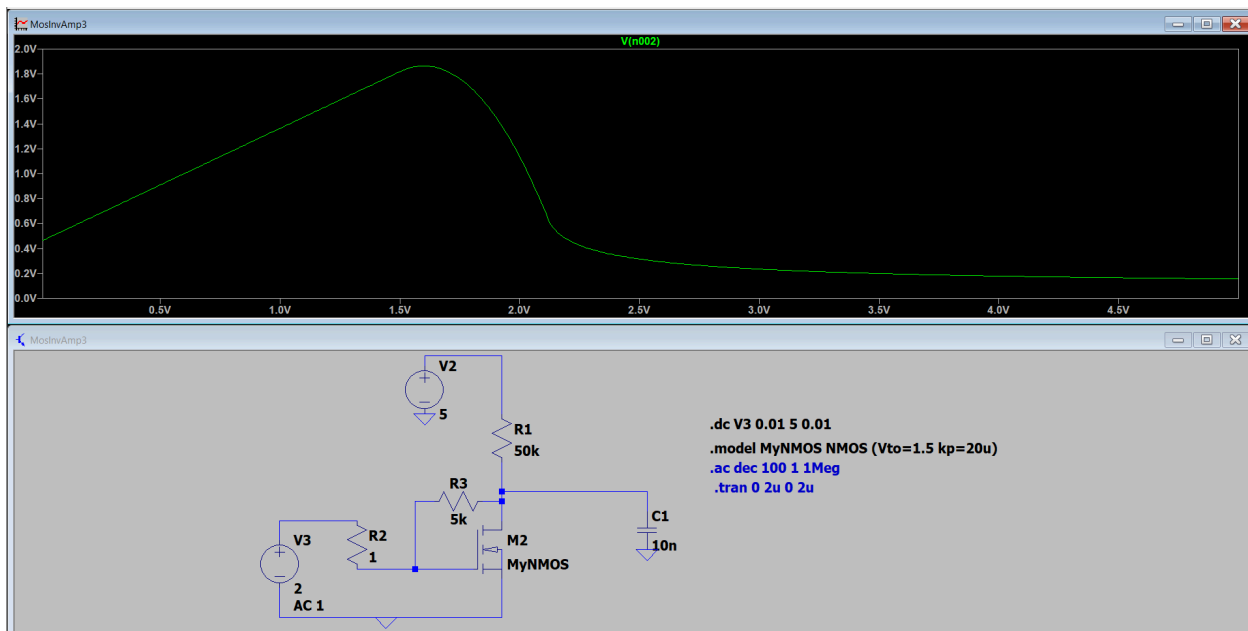 MosInvAmp3
V(n002)
2.0V
1.8V
1.6V
1.4V
1.2V
1.0V
0.8V
0.6V
0.4V
0.2V
0.0V
0.5V 1.0V 1.5V 2.0V 2.5V 3.0V 3.5V 4.0V 4.5V
MosInvAmp3
V2
5
R1
50k
.dc V3 0.01 5 0.01
.model MyNMOS NMOS (Vto=1.5 kp=20u)
.ac dec 100 1 1Meg
.tran 0 2u 0 2u
R3
5k
C1
10n
V3
R2
1
M2
MyNMOS
2
AC 1